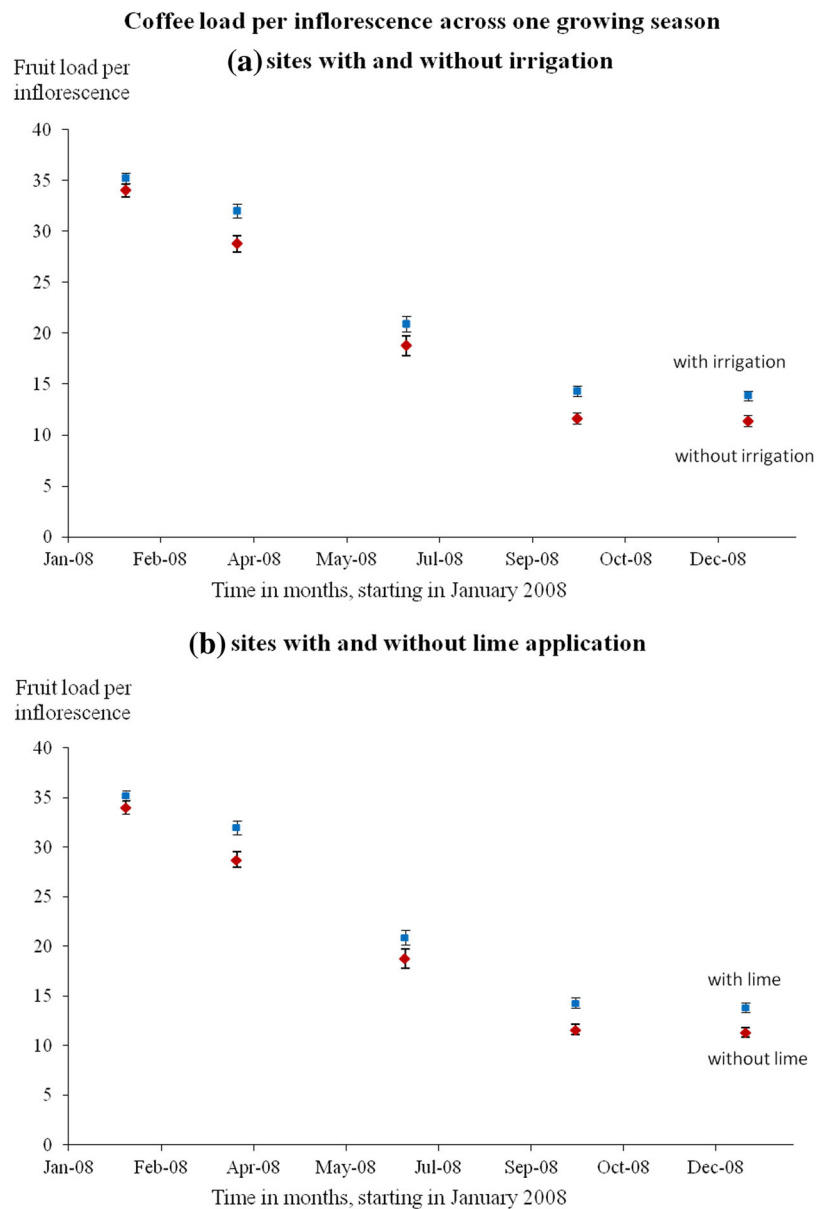 Coffee load per inflorescence across one growing season
(a) sites with and without irrigation
Fruit load per
inflorescence
40
35
30
25
20
15
10
5
0
with irrigation
without irrigation
Jan-08 Feb-08 Apr-08 May-08 Jul-08 Sep-08 Oct-08 Dec-08
Time in months, starting in January 2008
(b) sites with and without lime application
Fruit load per
inflorescence
40
35
30
25
20
15
10
5
0
with lime
without lime
Jan-08 Feb-08 Apr-08 May-08 Jul-08 Sep-08 Oct-08 Dec-08
Time in months, starting in January 2008